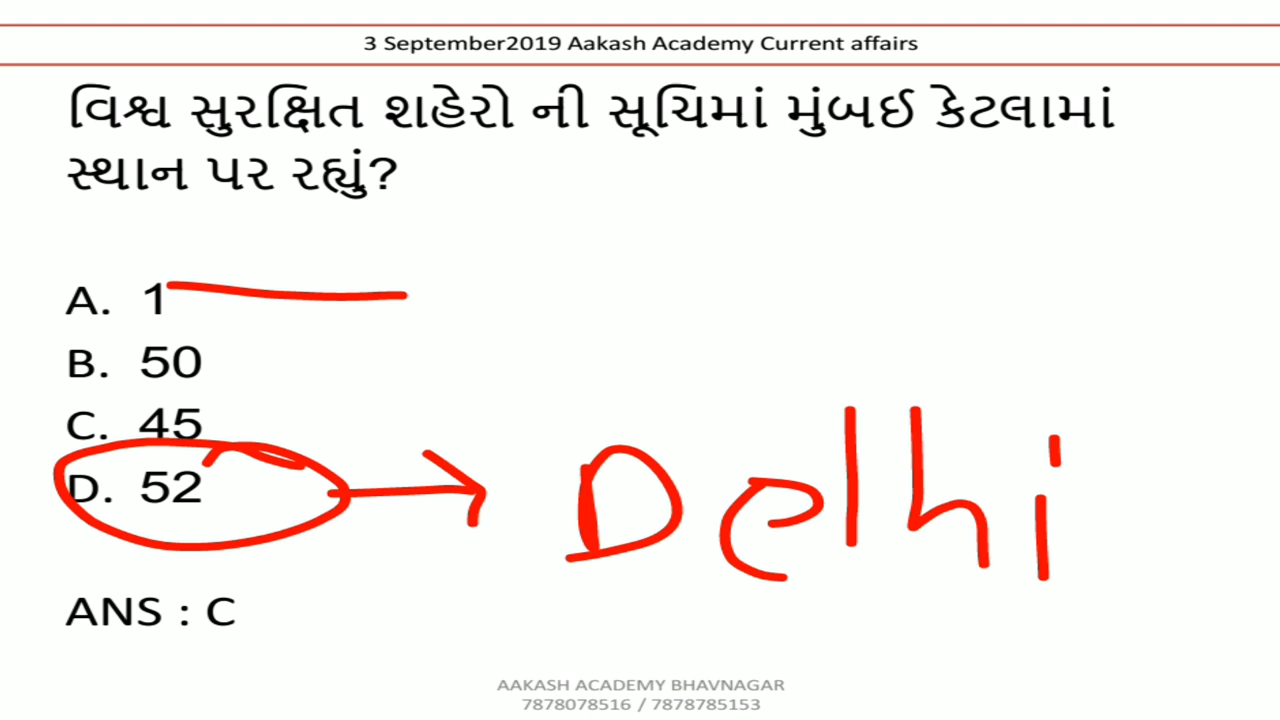 3 September2019 Aakash Academy Current affairs
વિશ્વ સુરક્ષિત શહેરો ની સૂચિમાં મુંબઈ કેટલામાં
સ્થાન પર રહ્યું?
A. 1
B. 50
C. 45
D. 52
Delhi
ANS : C
AAKASH ACADEMY BHAVNAGAR
7878078516 / 7878785153